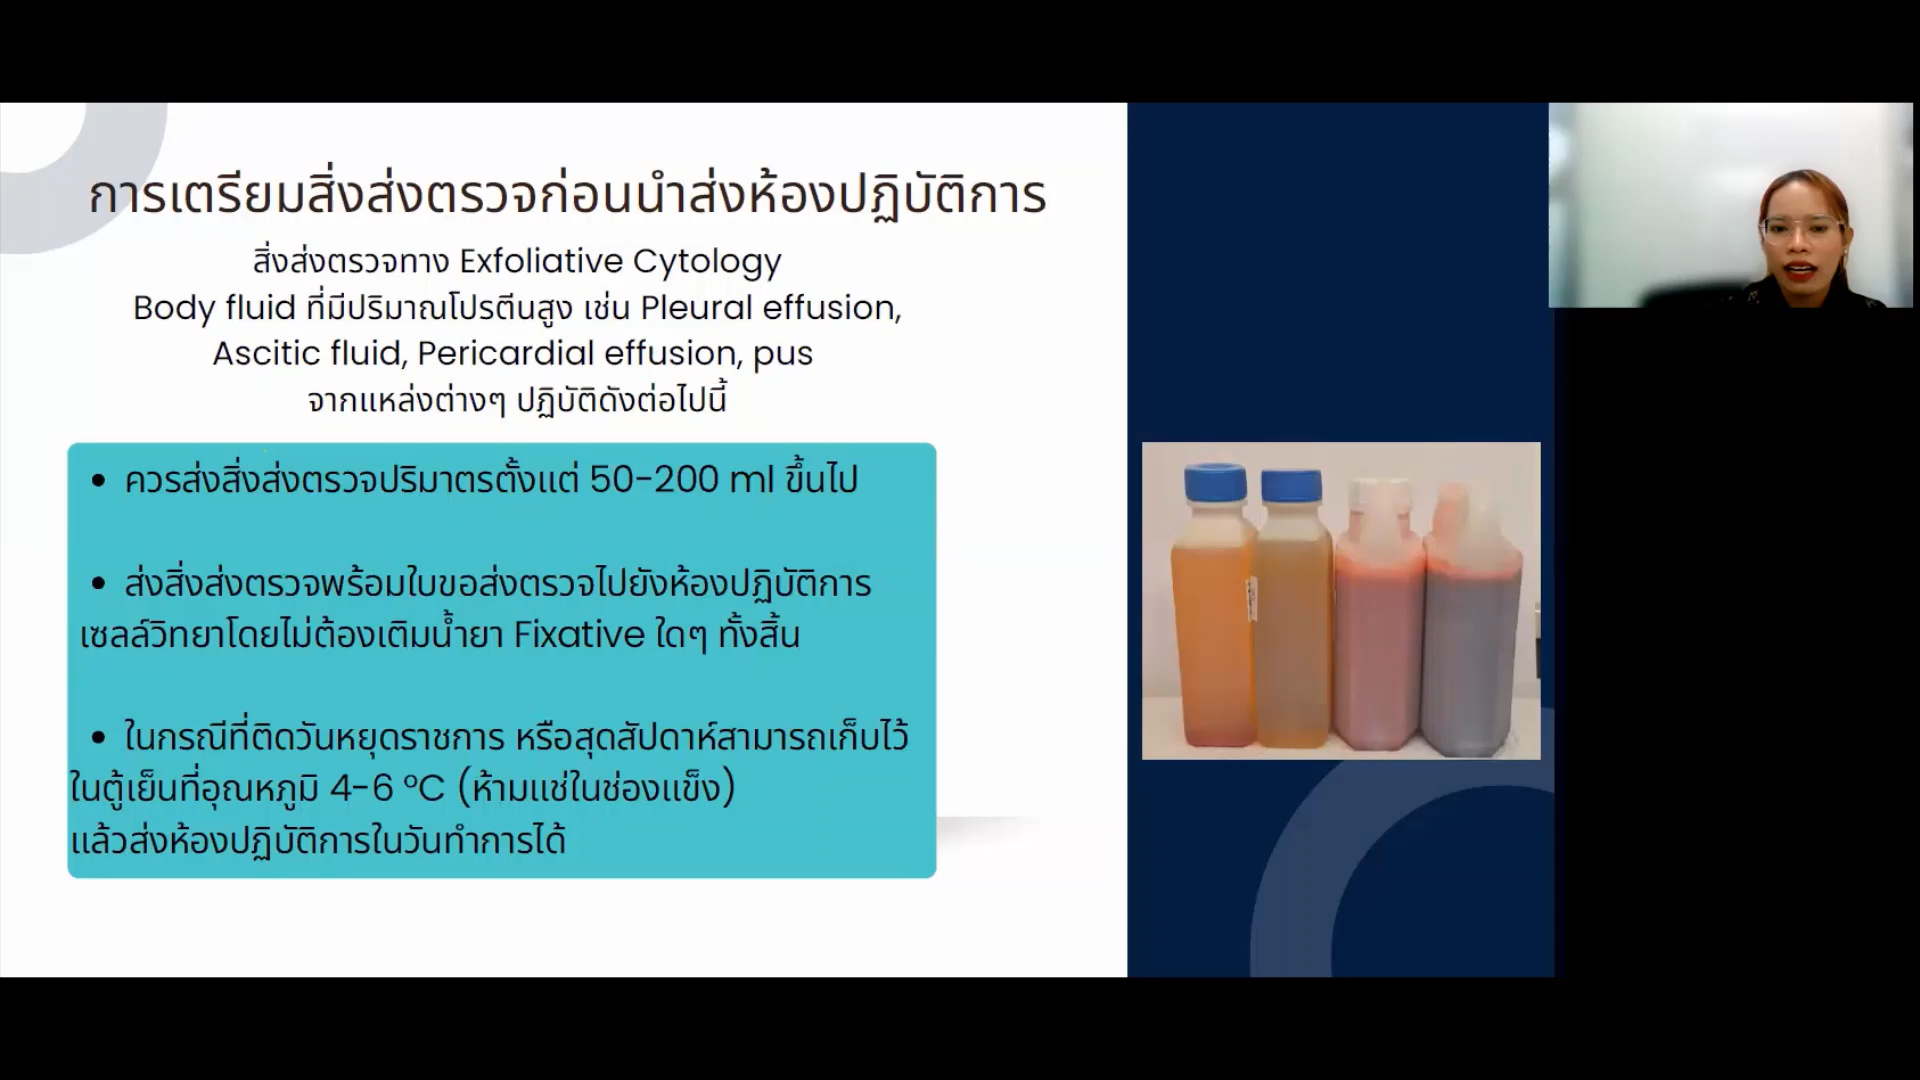 การเตรียมสิ่งส่งตรวจก่อนนำส่งห้องปฏิบัติการ
สิ่งส่งตรวจทาง Exfoliative Cytology
Body fluid ที่มีปริมาณโปรตีนสูง เช่น Pleural effusion,
Ascitic fluid, Pericardial effusion, pus
จากแหล่งต่างๆ ปฏิบัติดังต่อไปนี้
• ควรส่งสิ่งส่งตรวจปริมาตรตั้งแต่ 50-200 ml ขึ้นไป
• ส่งสิ่งส่งตรวจพร้อมใบขอส่งตรวจไปยังห้องปฏิบัติการ
เซลล์วิทยาโดยไม่ต้องเติมน้ำยา Fixative ใดๆ ทั้งสิ้น
• ในกรณีที่ติดวันหยุดราชการ หรือสุดสัปดาห์สามารถเก็บไว้
ในตู้เย็นที่อุณหภูมิ 4-6 °C (ห้ามแช่ในช่องแข็ง)
แล้วส่งห้องปฏิบัติการในวันทำการได้